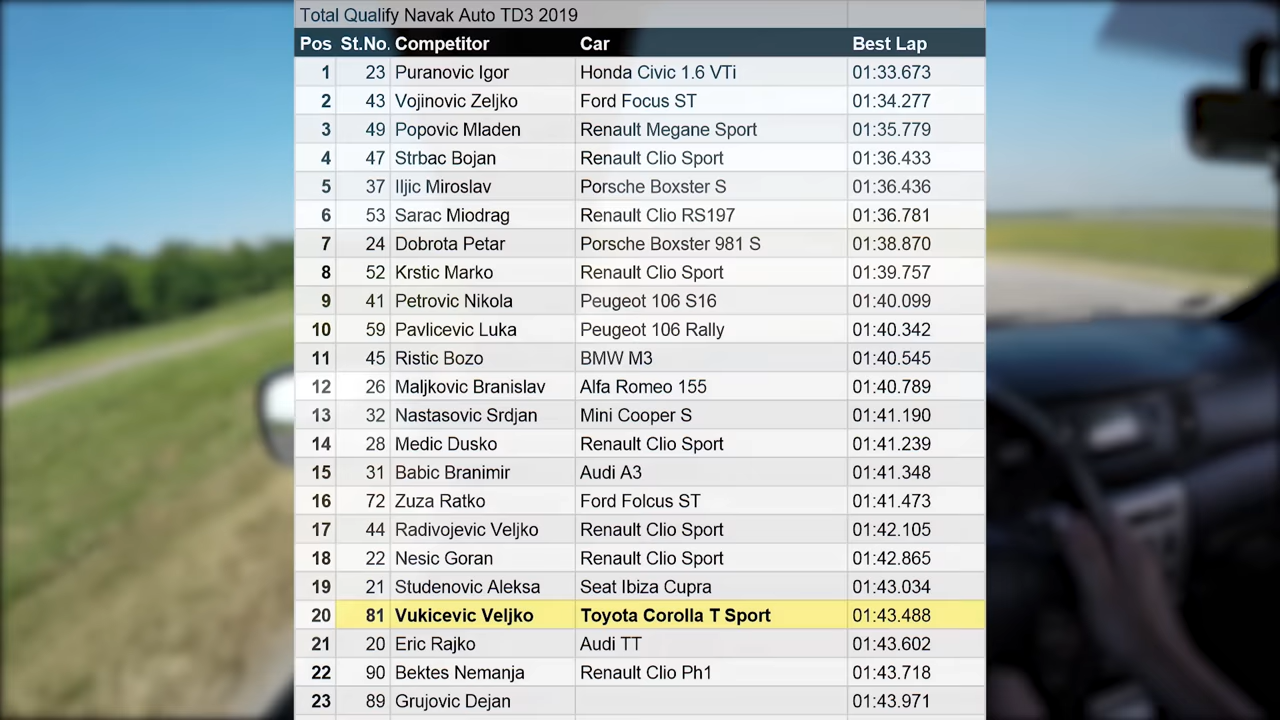 Total Qualify Navak Auto TD3 2019
Pos St.No. Competitor Car Best Lap
1 23 Puranovic Igor Honda Civic 1.6 VTi 01:33.673
2 43 Vojinovic Zeljko Ford Focus ST 01:34.277
3 49 Popovic Mladen Renault Megane Sport 01:35.779
4 47 Strbac Bojan Renault Clio Sport 01:36.433
5 37 Iljic Miroslav Porsche Boxster S 01:36.436
6 53 Sarac Miodrag Renault Clio RS197 01:36.781
7 24 Dobrota Petar Porsche Boxster 981 S 01:38.870
8 52 Krstic Marko Renault Clio Sport 01:39.757
9 41 Petrovic Nikola Peugeot 106 S16 01:40.099
10 59 Pavlicevic Luka Peugeot 106 Rally 01:40.342
11 45 Ristic Bozo BMW M3 01:40.545
12 26 Maljkovic Branislav Alfa Romeo 155 01:40.789
13 32 Nastasovic Srdjan Mini Cooper S 01:41.190
14 28 Medic Dusko Renault Clio Sport 01:41.239
15 31 Babic Branimir Audi A3 01:41.348
16 72 Zuza Ratko Ford Folcus ST 01:41.473
17 44 Radivojevic Veljko Renault Clio Sport 01:42.105
18 22 Nesic Goran Renault Clio Sport 01:42.865
19 21 Studenovic Aleksa Seat Ibiza Cupra 01:43.034
20 81 Vukicevic Veljko Toyota Corolla T Sport 01:43.488
21 20 Eric Rajko Audi TT 01:43.602
22 90 Bektes Nemanja Renault Clio Ph1 01:43.718
23 89 Grujovic Dejan 01:43.971